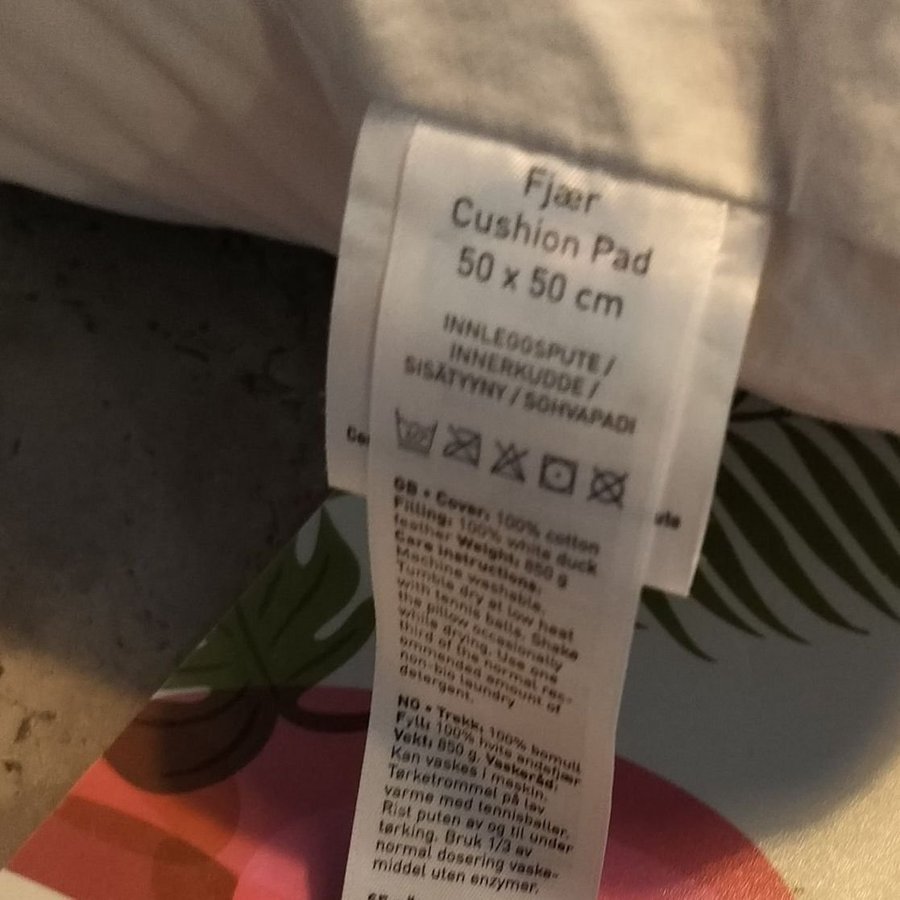 Fjær
Cushion Pad
50 x 50 cm
INNLEGGSPUTE /
INNERKUDDE /
SISÄTYYNY / SOHVAPADI
GB • Cover: 100% cotton
Filling: 100% white duck
feather Weight: 850 g
Care instructions:
Machine washable.
Tumble dry at low heat
with tennis balls. Shake
the pillow occasionally
while drying. Use one
third of the normal rec-
ommended amount of
non-bio laundry
detergent.
NO • Trekk: 100% bomull
Fyll: 100% hvite andefjær
Vekt: 850 g. Vaskeråd:
Kan vaskes i maskin.
Tørketrommel på lav
varme med tennisballer.
Rist puten av og til under
tørking. Bruk 1/3 av
normal dosering vaske-
middel uten enzymer.